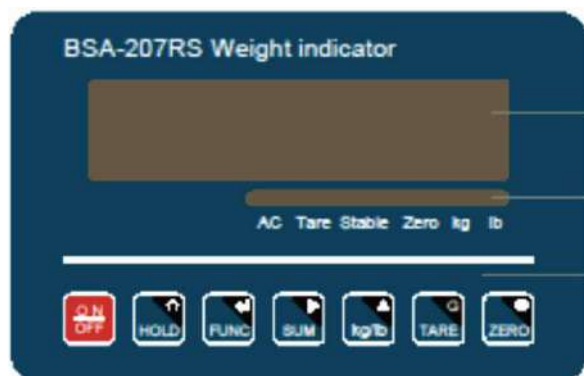 BSA-207RS Weight indicator
AC Tare Stable Zero kg lb
ON
OFF
HOLD
FUNC
SUM
kg/lb
TARE
G
ZERO